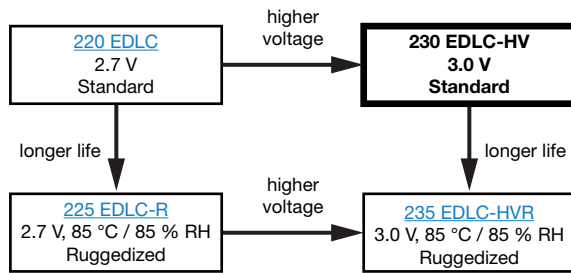 220 EDLC
2.7 V
Standard
higher
voltage
230 EDLC-HV
3.0 V
Standard
longer life
longer life
225 EDLC-R
2.7 V, 85 °C / 85 % RH
Ruggedized
higher
voltage
235 EDLC-HVR
3.0 V, 85 °C / 85 % RH
Ruggedized